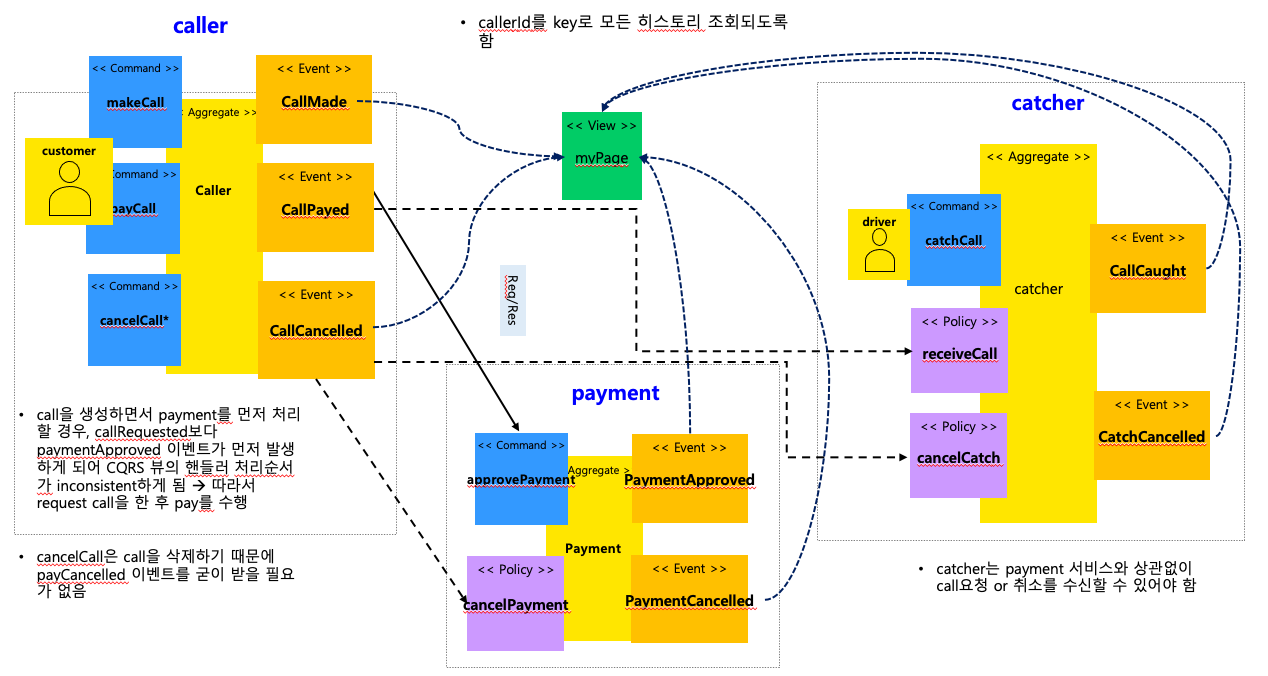 caller
• callerId를 key로 모든 히스토리 조회되도록
함
<< Command >>
makeCall
<< Event >>
CallMade
Aggregate >>
Caller
customer
ommand >>
payCall
<< Event >>
CallPayed
<< Command >>
cancelCall*
<< Event >>
CallCancelled
<< View >>
myPage
Req/Res
catcher
<< Aggregate >>
catcher
driver
<< Command >>
catchCall
<< Event >>
CallCaught
<< Policy >>
receiveCall
<< Policy >>
cancelCatch
<< Event >>
CatchCancelled
payment
<< Command >>
approvePayment
Aggregate >
Payment
<< Event >>
PaymentApproved
<< Policy >>
cancelPayment
<< Event >>
PaymentCancelled
• call을 생성하면서 payment를 먼저 처리
할 경우, callRequested보다
paymentApproved 이벤트가 먼저 발생
하게 되어 CQRS 뷰의 핸들러 처리순서
가 inconsistent하게 됨 → 따라서
request call을 한 후 pay를 수행
• cancelCall은 call을 삭제하기 때문에
payCancelled 이벤트를 굳이 받을 필요
가 없음
• catcher는 payment 서비스와 상관없이
call요청 or 취소를 수신할 수 있어야 함